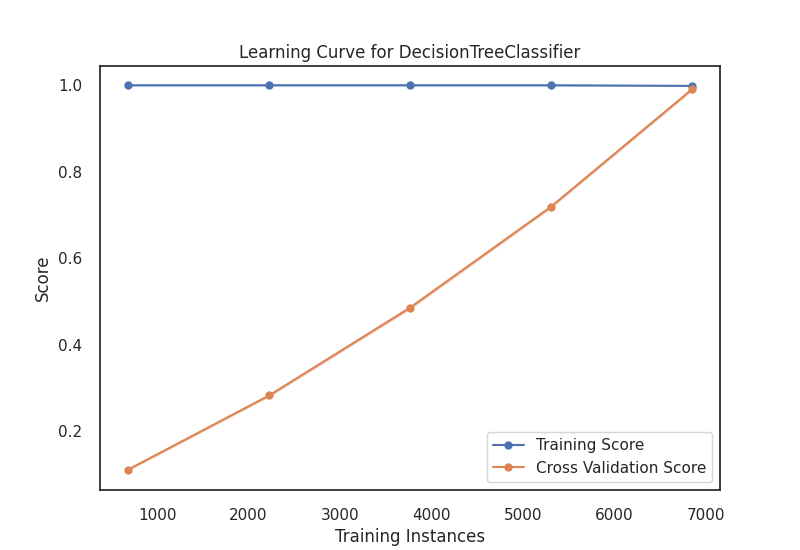 Learning Curve for DecisionTreeClassifier
1.0
0.8
0.6
0.4
0.2
Score
1000 2000 3000 4000 5000 6000 7000
Training Instances
Training Score
Cross Validation Score